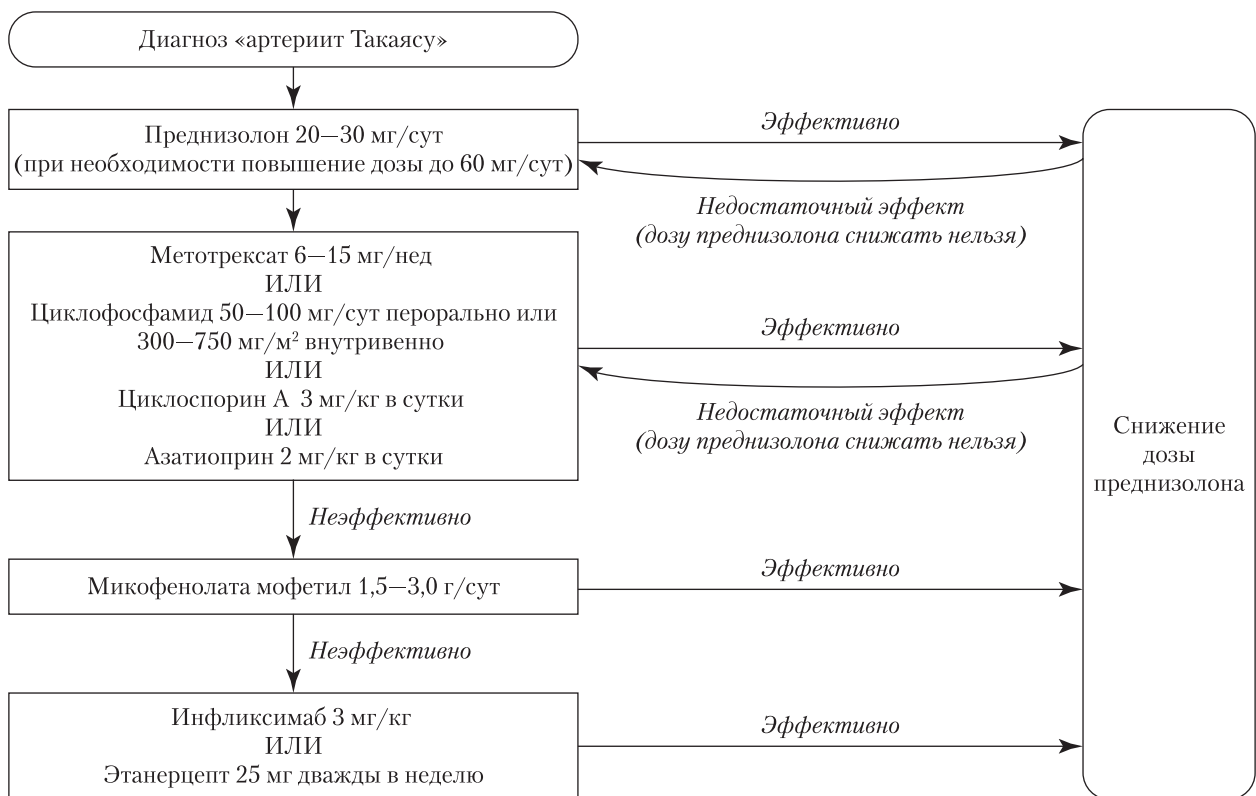 Диагноз «артериит Такаясу»
Преднизолон 20—30 мг/сут
(при необходимости повышение дозы до 60 мг/сут)
Эффективно
Недостаточный эффект
(дозу преднизолона снижать нельзя)
Метотрексат 6—15 мг/нед
ИЛИ
Циклофосфамид 50—100 мг/сут перорально или
300—750 мг/м² внутривенно
ИЛИ
Циклоспорин А 3 мг/кг в сутки
ИЛИ
Азатиоприн 2 мг/кг в сутки
Эффективно
Недостаточный эффект
(дозу преднизолона снижать нельзя)
Снижение
дозы
преднизолона
Неэффективно
Микофенолата мофетил 1,5—3,0 г/сут
Эффективно
Неэффективно
Инфликсимаб 3 мг/кг
ИЛИ
Этанерцепт 25 мг дважды в неделю
Эффективно